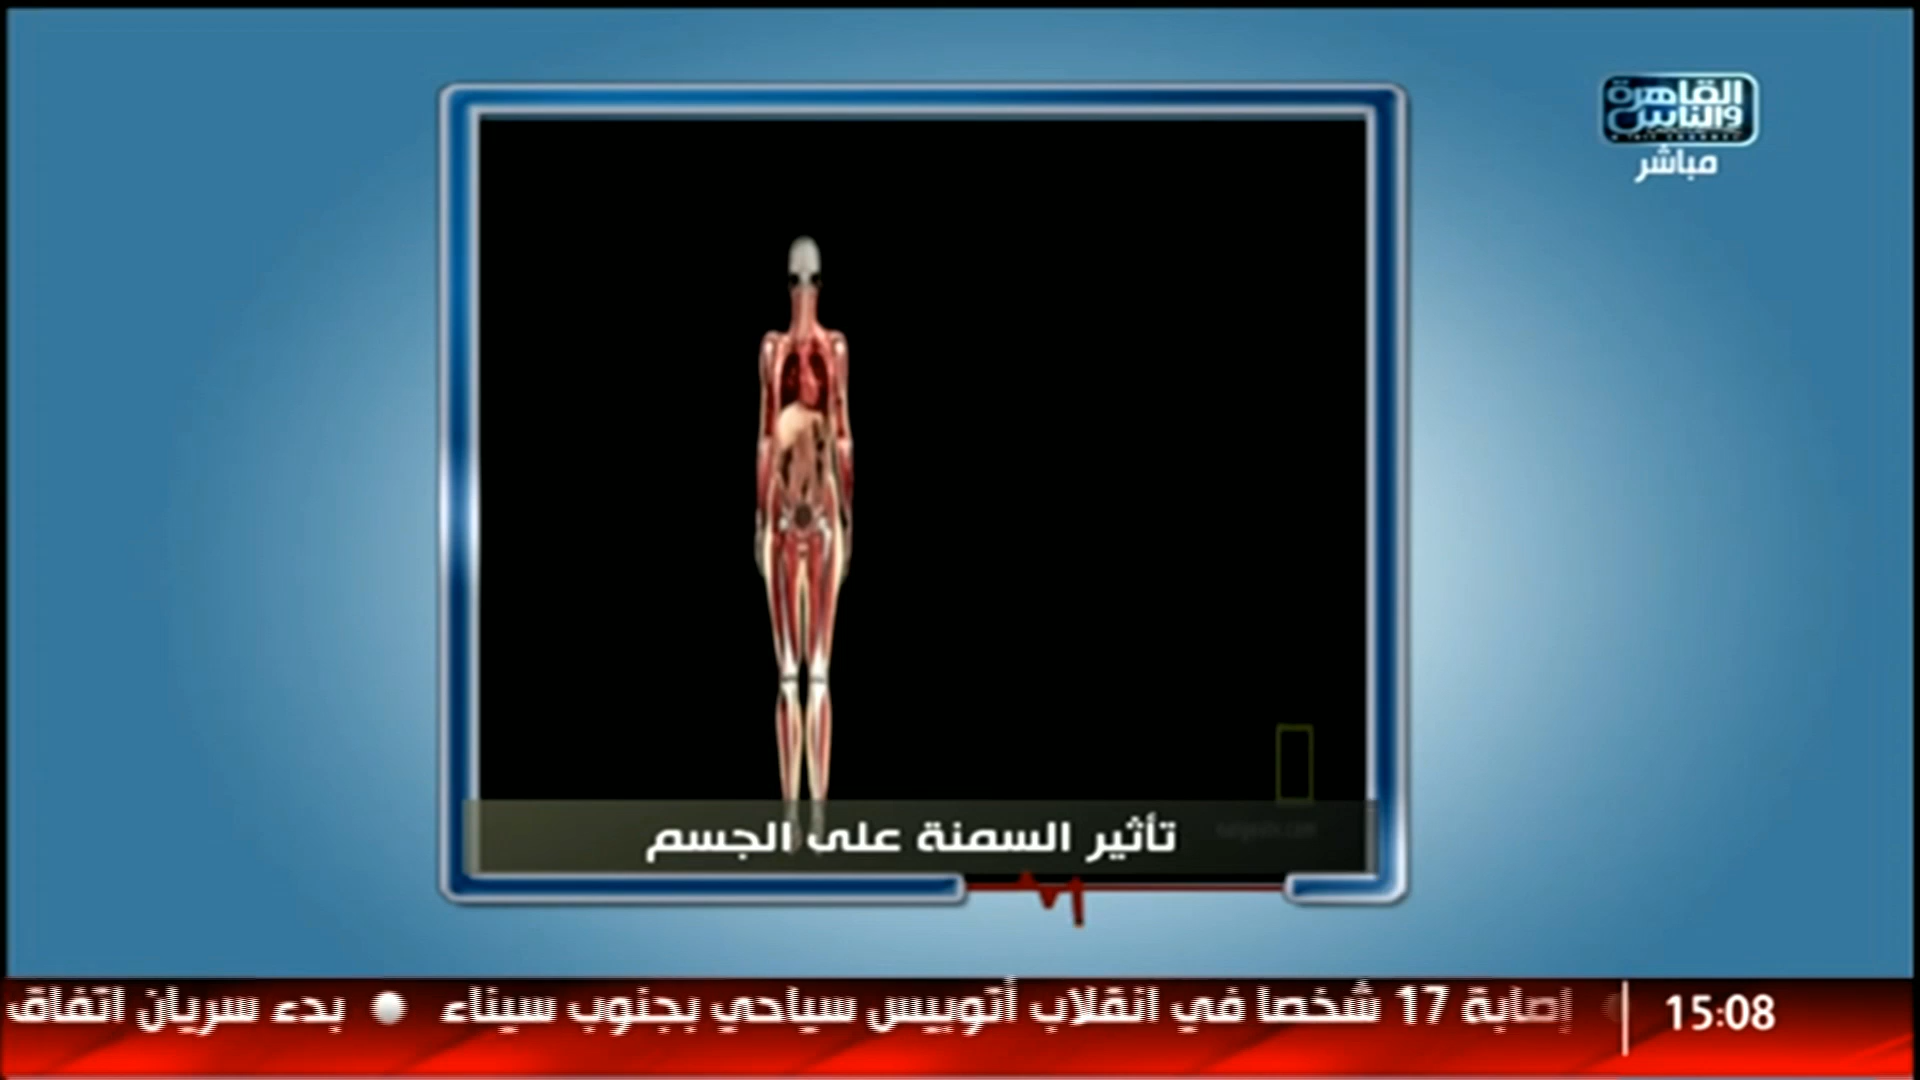 القاهرة
والناس
مباشر
تأثير السمنة على الجسم
15:08
إصابة 17 شخصا في انقلاب أتوبيس سياحي بجنوب سيناء ● بدء سريان اتفاق